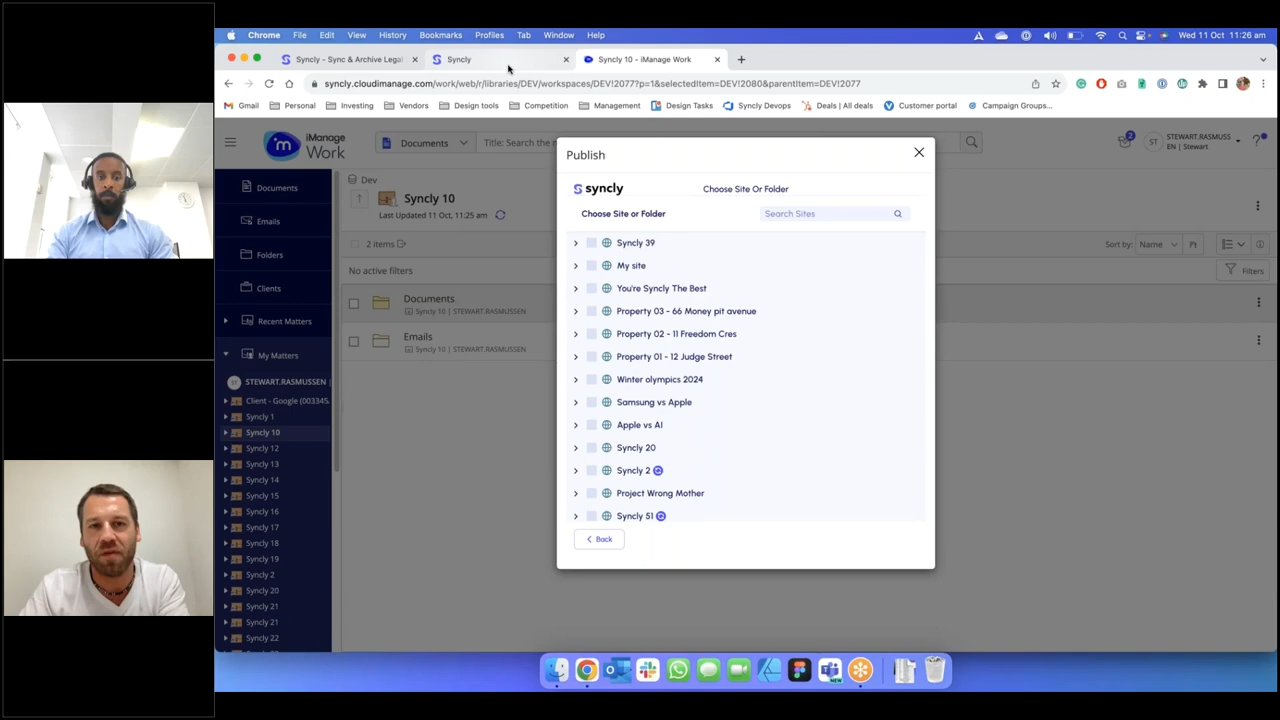 Chrome File Edit View History Bookmarks Profiles Tab Window Help
Wed 11 Oct 11:26 am
Syncly - Sync & Archive Legal
Syncly
Syncly 10 - iManage Work
syncly.cloudimanage.com/work/web/r/libraries/DEV/workspaces/DEV!2077?p=1&selectedItem=DEV!2080&parentItem=DEV!2077
Gmail Personal Investing Vendors Design tools Competition Management Design Tasks Syncly Devops Deals | All deals Customer portal Campaign Groups...
iManage Work
Documents
Title: Search the n
2
ST
STEWART.RASMUSS
EN | Stewart
Documents
Emails
Folders
Clients
Recent Matters
My Matters
ST
STEWART.RASMUSSEN |
Client - Google (003345.
Syncly 1
Syncly 10
Syncly 12
Syncly 13
Syncly 14
Syncly 15
Syncly 16
Syncly 17
Syncly 18
Syncly 19
Syncly 2
Syncly 20
Syncly 21
Syncly 21
Syncly 22
Dev
Syncly 10
Last Updated 11 Oct, 11:25 am
2 items
Sort by: Name
No active filters
Filters
Documents
Syncly 10 | STEWART.RASMUSSEN
Emails
Syncly 10 | STEWART.RASMUSSEN
Publish
syncly
Choose Site Or Folder
Choose Site or Folder
Search Sites
Syncly 39
My site
You're Syncly The Best
Property 03 - 66 Money pit avenue
Property 02 - 11 Freedom Cres
Property 01 - 12 Judge Street
Winter olympics 2024
Samsung vs Apple
Apple vs AI
Syncly 20
Syncly 2
Project Wrong Mother
Syncly 51
Back
NEW